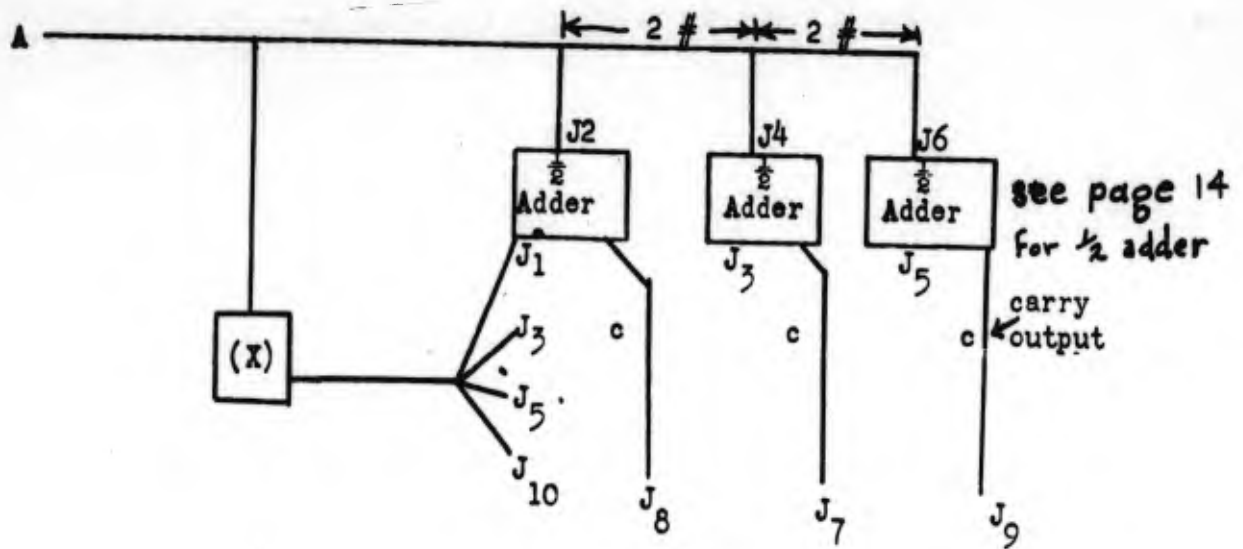 A
2 #
2 #
J2
J4
J6
1/2
Adder
1/2
Adder
1/2
Adder
see page 14
for 1/2 adder
J1
J3
J5
carry
output
c
c
c
(X)
J3
J5
J10
J8
J7
J9